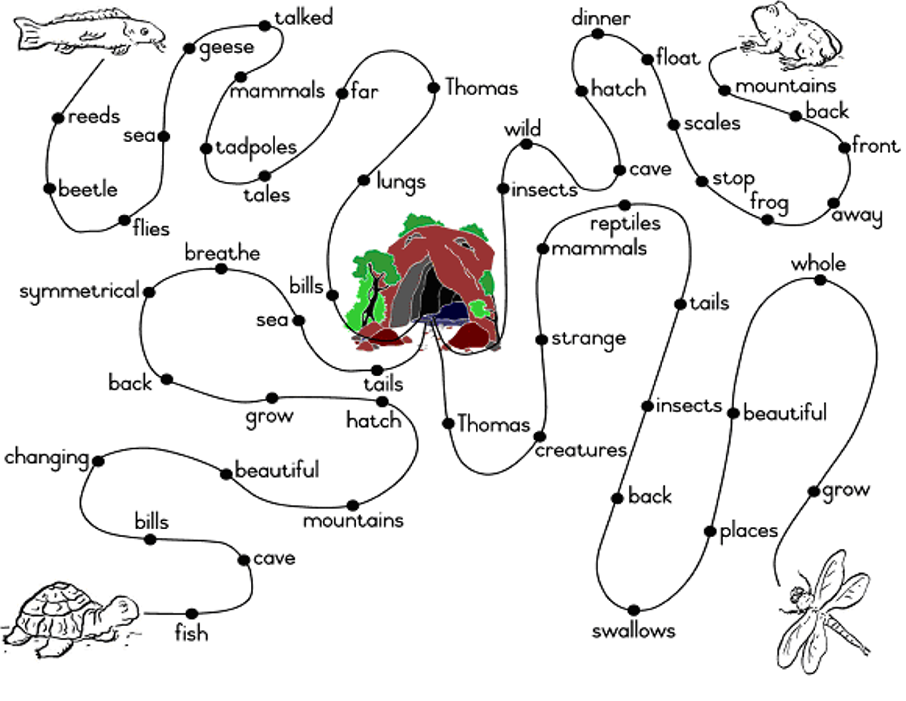 talked
geese
mammals
far
Thomas
reeds
sea
tadpoles
tales
lungs
beetle
flies
bills
dinner
float
hatch
scales
wild
cave
insects
stop
frog
mountains
back
front
away
breathe
symmetrical
sea
back
tails
grow
hatch
changing
beautiful
mountains
bills
cave
fish
reptiles
mammals
tails
strange
Thomas
creatures
insects
back
swallows
whole
beautiful
grow
places